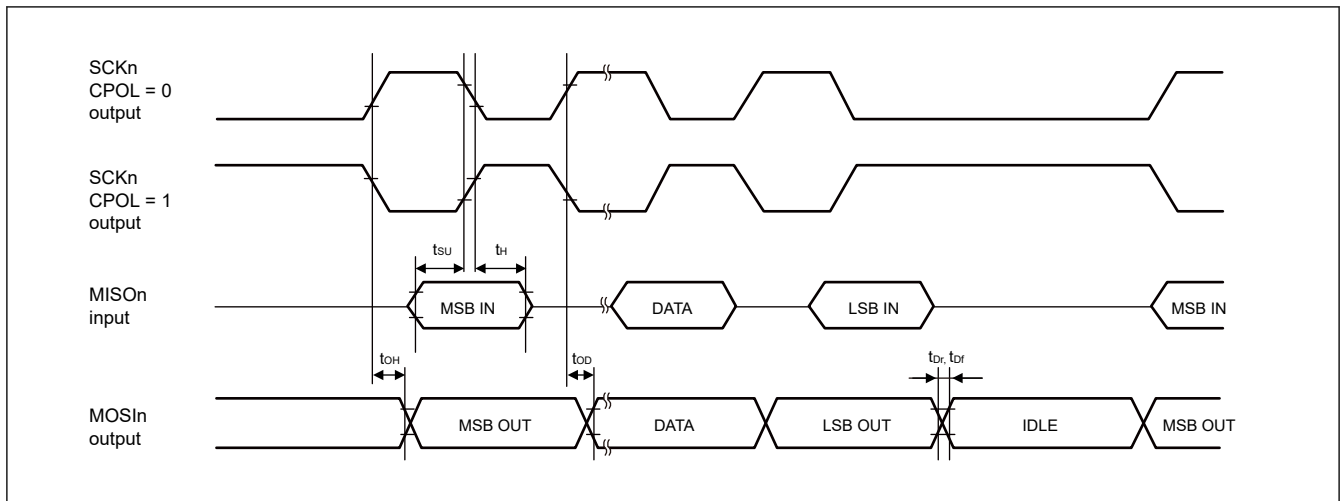 SCKn
CPOL = 0
output
SCKn
CPOL = 1
output
tSU
tH
MISOn
input
MSB IN
DATA
LSB IN
MSB IN
tOH
tOD
tDr, tDf
MOSIn
output
MSB OUT
DATA
LSB OUT
IDLE
MSB OUT